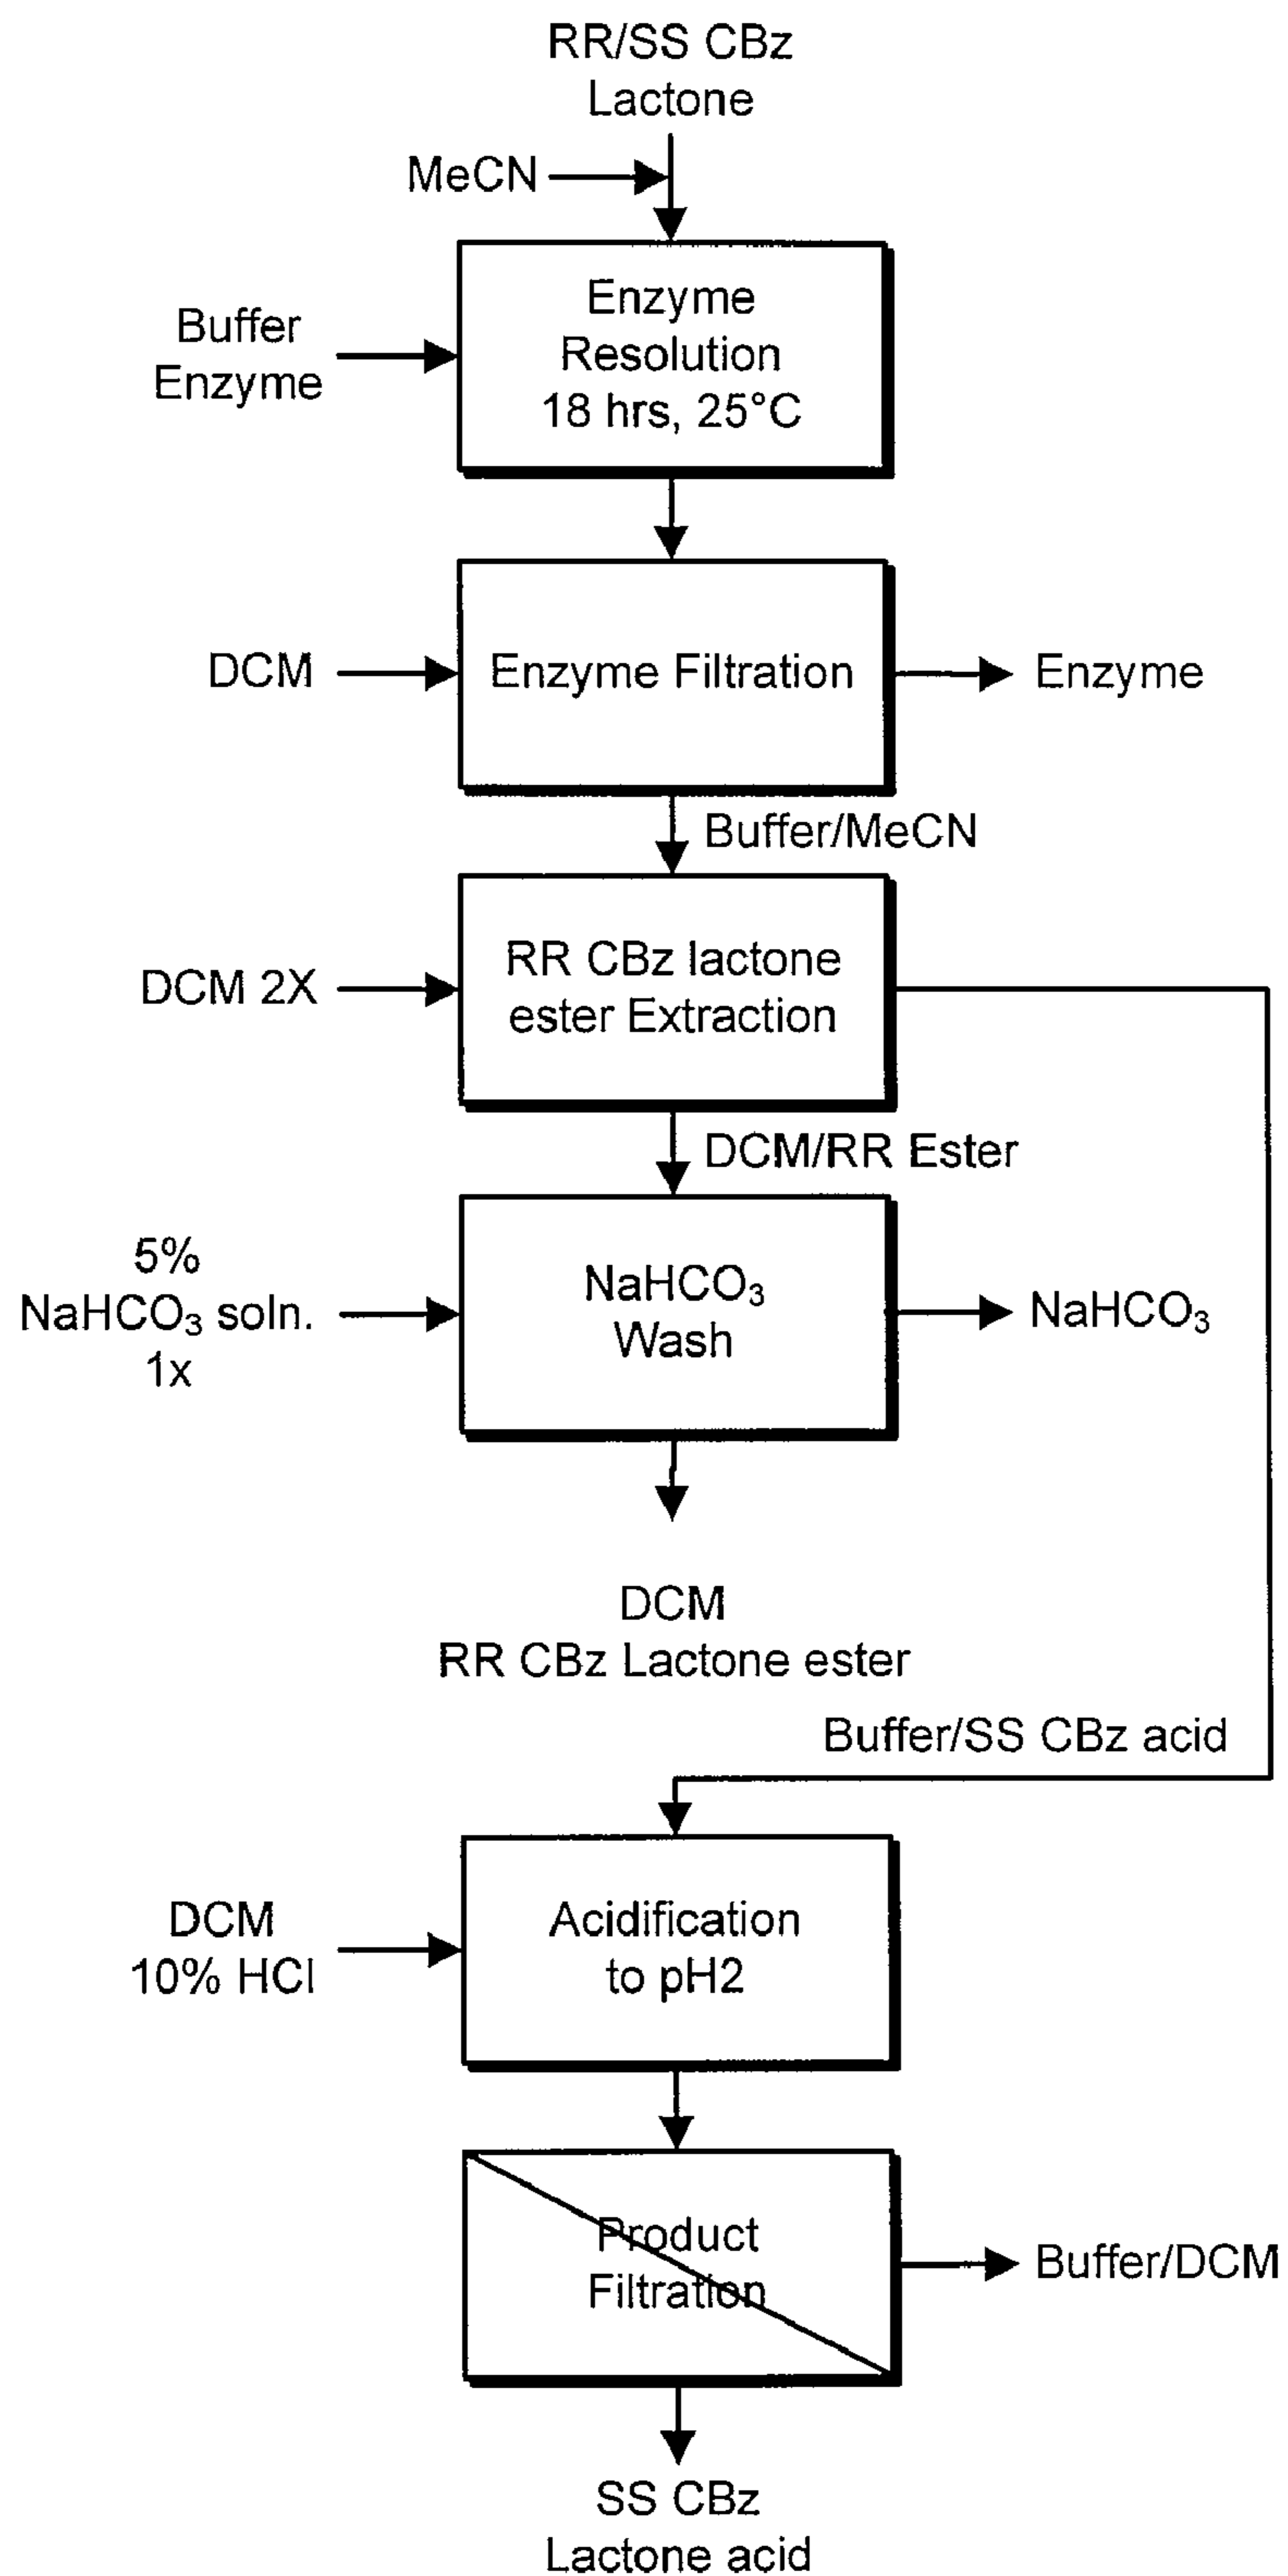 RR/SS CBz
Lactone
MeCN
Buffer
Enzyme
Enzyme
Resolution
18 hrs, 25°C
DCM
Enzyme Filtration
Enzyme
Buffer/MeCN
DCM 2X
RR CBz lactone
ester Extraction
DCM/RR Ester
5%
NaHCO₃ soln.
1x
NaHCO₃
Wash
NaHCO₃
DCM
RR CBz Lactone ester
Buffer/SS CBz acid
DCM
10% HCl
Acidification
to pH2
Product
Filtration
Buffer/DCM
SS CBz
Lactone acid